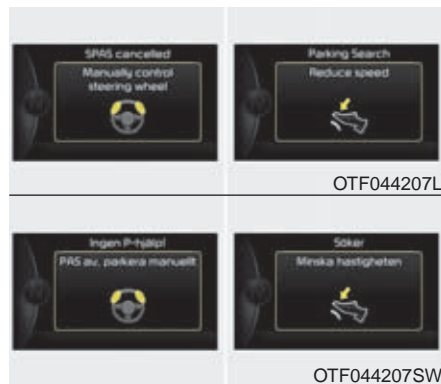 SPAS cancelled
Manually control
steering wheel
Parking Search
Reduce speed
OTF044207L
Ingen P-hjälp!
PAS av, parkera manuellt
Söker
Minska hastigheten
OTF044207SW